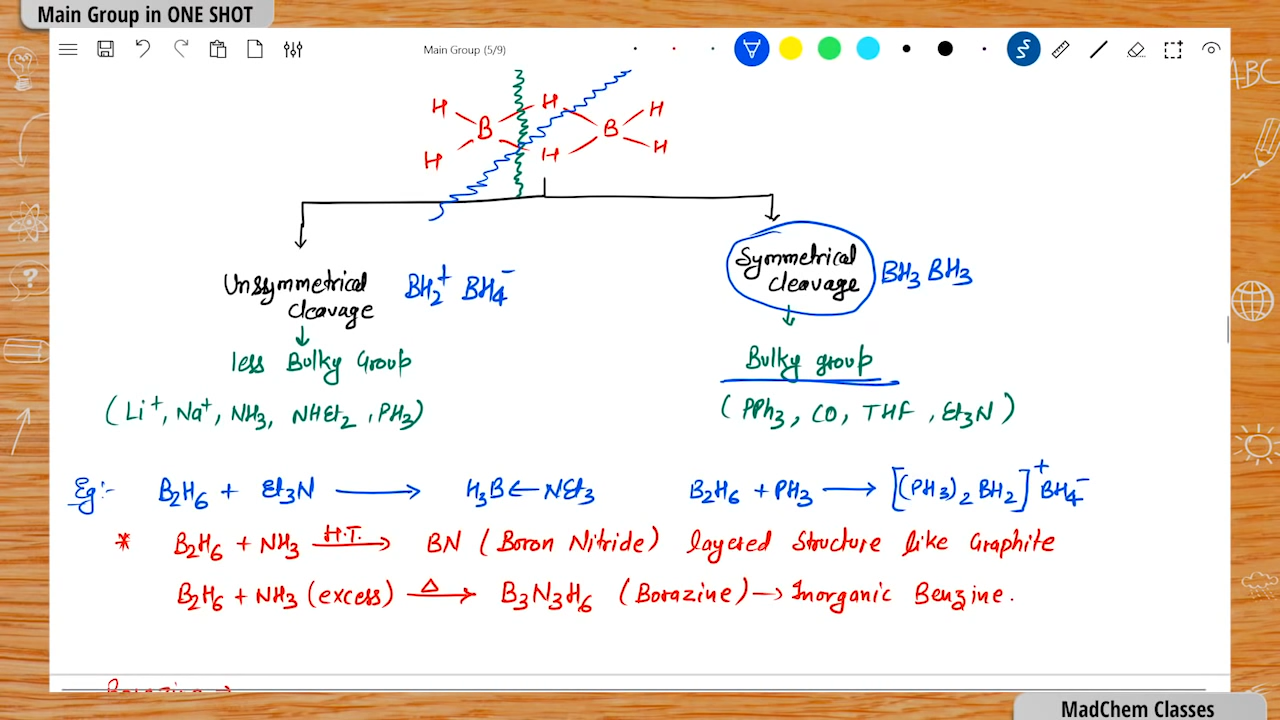 Main Group in ONE SHOT
Main Group (5/9)
ABC
H H H
B B
H H H
Unsymmetrical cleavage BH2+ BH4-
Symmetrical cleavage BH3 BH3
less Bulky Group
Bulky group
(Li+, Na+, NH3, NHEt2, PH3)
(PPh3, CO, THF, Et3N)
Eg:- B2H6 + Et3N → H3B ← NEt3 B2H6 + PH3 → [(PH3)2 BH2]+ BH4-
* B2H6 + NH3 H.T. → BN (Boron Nitride) layered structure like Graphite
B2H6 + NH3 (excess) Δ → B3N3H6 (Borazine) → Inorganic Benzine.
MadChem Classes